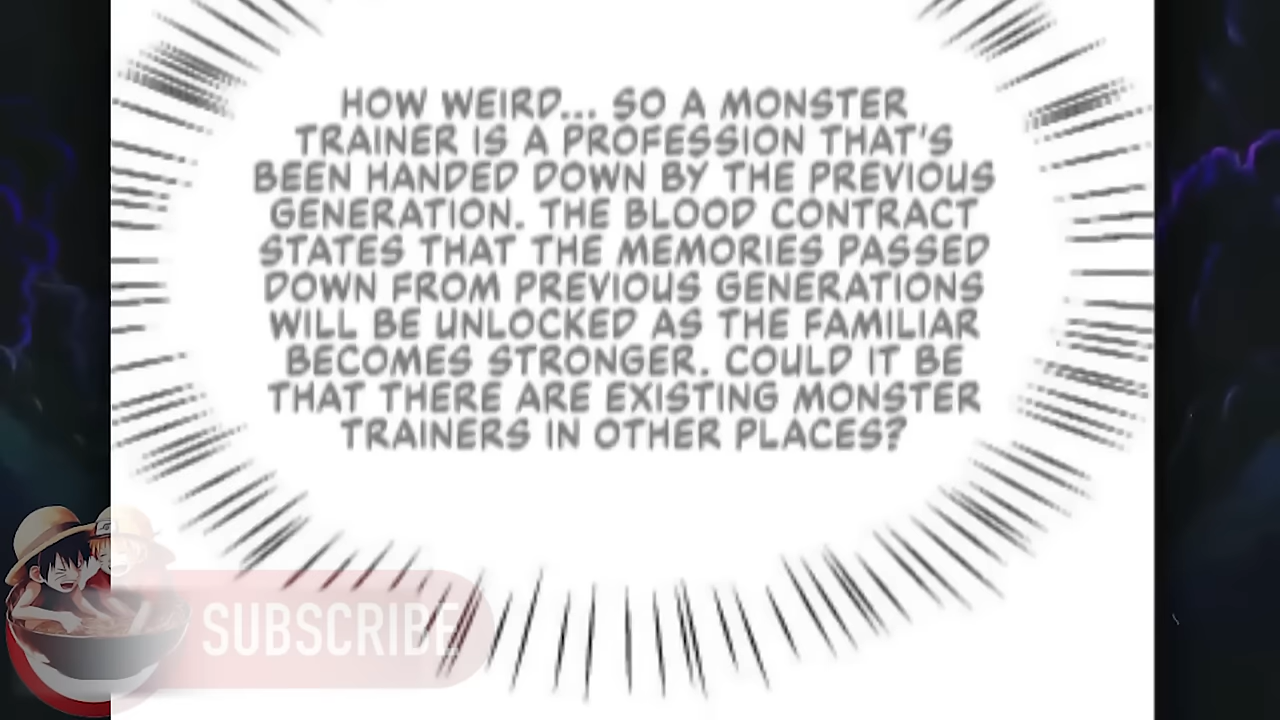 HOW WEIRD... SO A MONSTER
TRAINER IS A PROFESSION THAT'S
BEEN HANDED DOWN BY THE PREVIOUS
GENERATION. THE BLOOD CONTRACT
STATES THAT THE MEMORIES PASSED
DOWN FROM PREVIOUS GENERATIONS
WILL BE UNLOCKED AS THE FAMILIAR
BECOMES STRONGER. COULD IT BE
THAT THERE ARE EXISTING MONSTER
TRAINERS IN OTHER PLACES?
SUBSCRIBE